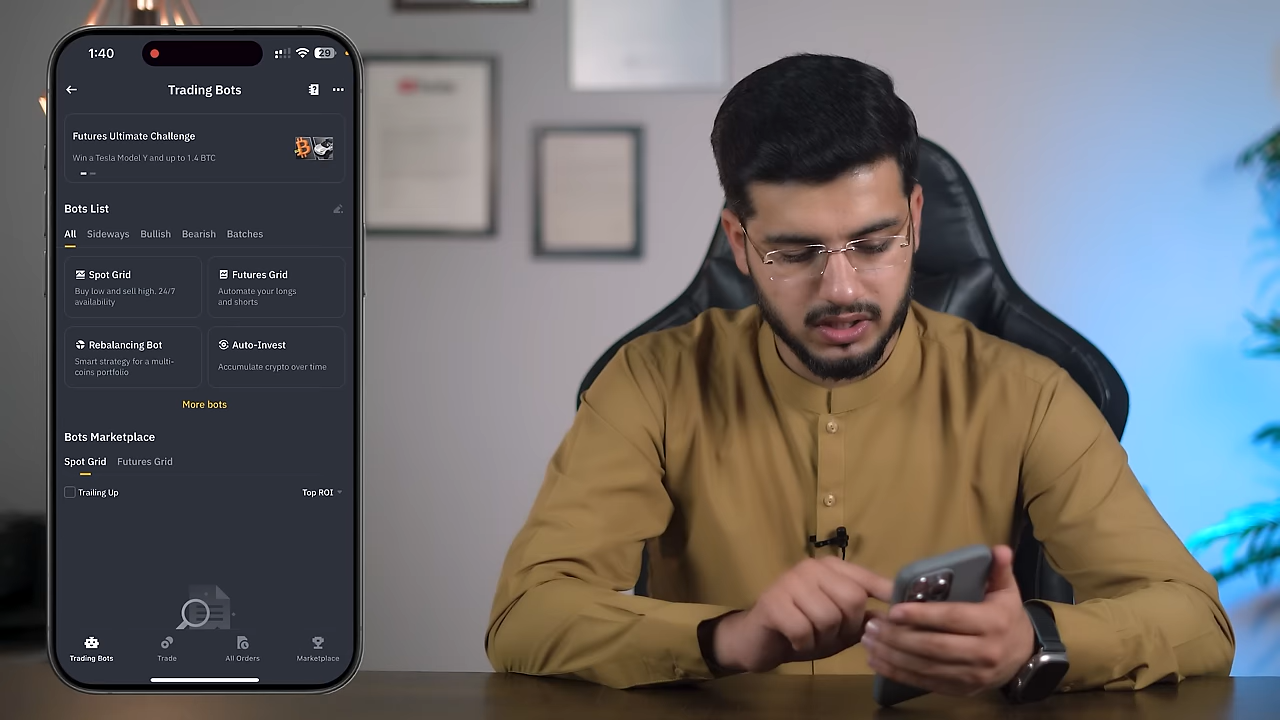 1:40
29
Trading Bots
Futures Ultimate Challenge
Win a Tesla Model Y and up to 1.4 BTC
Bots List
All Sideways Bullish Bearish Batches
Spot Grid
Buy low and sell high. 24/7
availability
Futures Grid
Automate your longs
and shorts
Rebalancing Bot
Smart strategy for a multi-
coins portfolio
Auto-Invest
Accumulate crypto over time
More bots
Bots Marketplace
Spot Grid Futures Grid
Trailing Up
Top ROI
Trading Bots Trade All Orders Marketplace